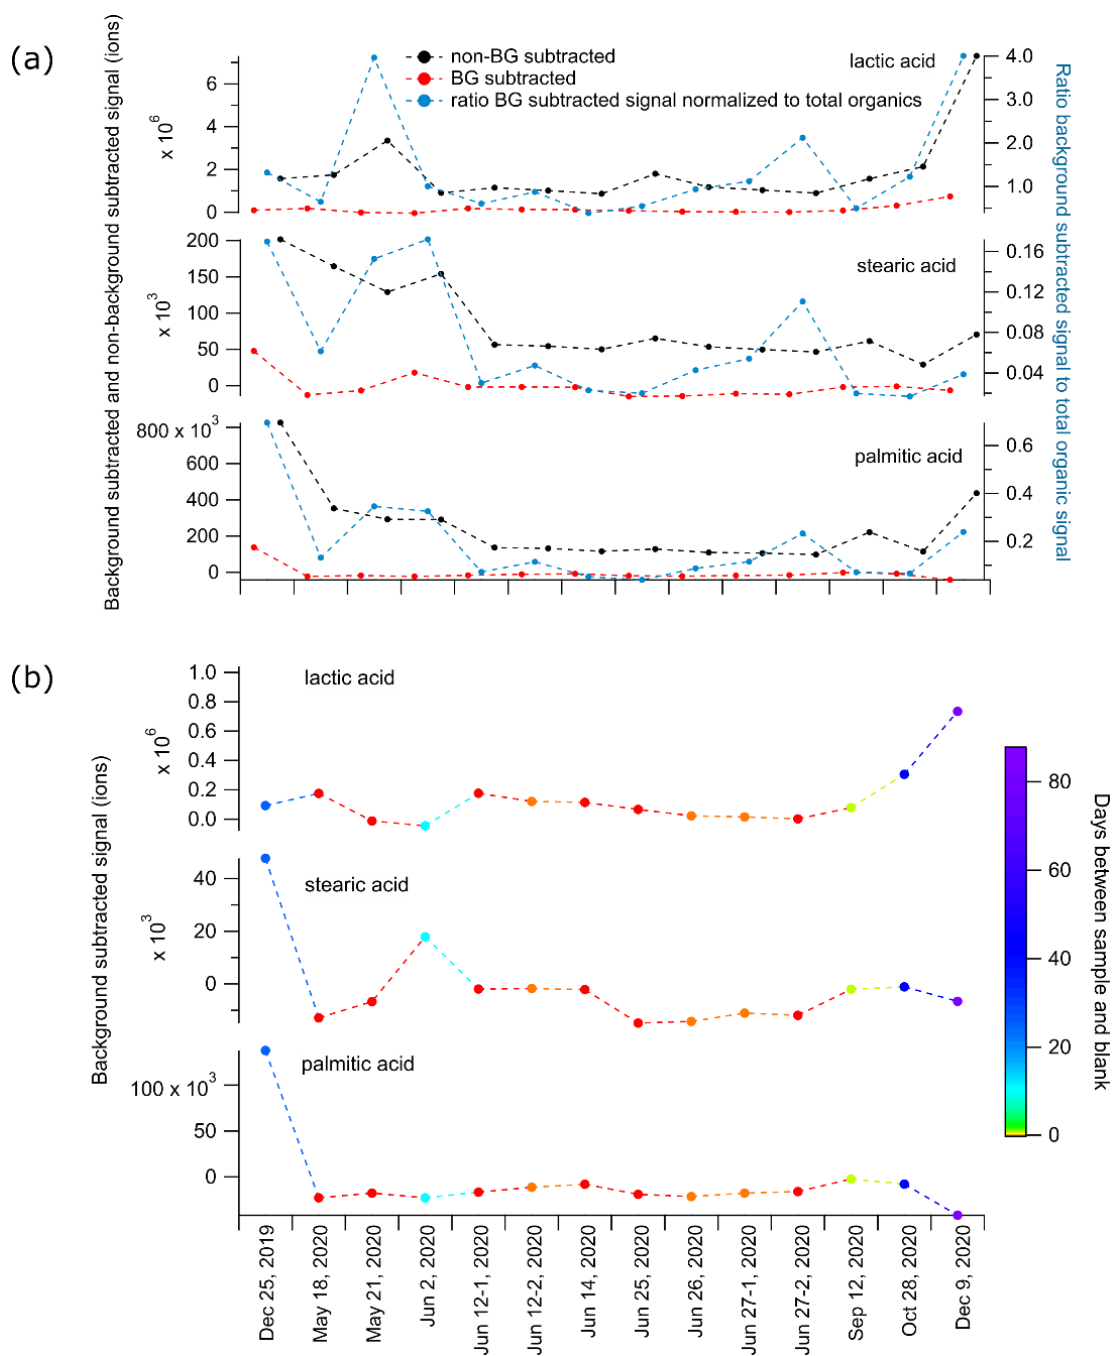 (a)
non-BG subtracted
BG subtracted
ratio BG subtracted signal normalized to total organics
lactic acid
Background subtracted and non-background subtracted signal (ions)
Ratio background subtracted signal to total organic signal
x 10^6
6
4
2
0
4.0
3.0
2.0
1.0
stearic acid
x 10^3
200
150
100
50
0
0.16
0.12
0.08
0.04
palmitic acid
800 x 10^3
600
400
200
0
0.6
0.4
0.2
(b)
Background subtracted signal (ions)
lactic acid
x 10^6
1.0
0.8
0.6
0.4
0.2
0.0
stearic acid
x 10^3
40
20
0
palmitic acid
100 x 10^3
50
0
Days between sample and blank
80
60
40
20
0
Dec 25, 2019
May 18, 2020
May 21, 2020
Jun 2, 2020
Jun 12-1, 2020
Jun 12-2, 2020
Jun 14, 2020
Jun 25, 2020
Jun 26, 2020
Jun 27-1, 2020
Jun 27-2, 2020
Sep 12, 2020
Oct 28, 2020
Dec 9, 2020